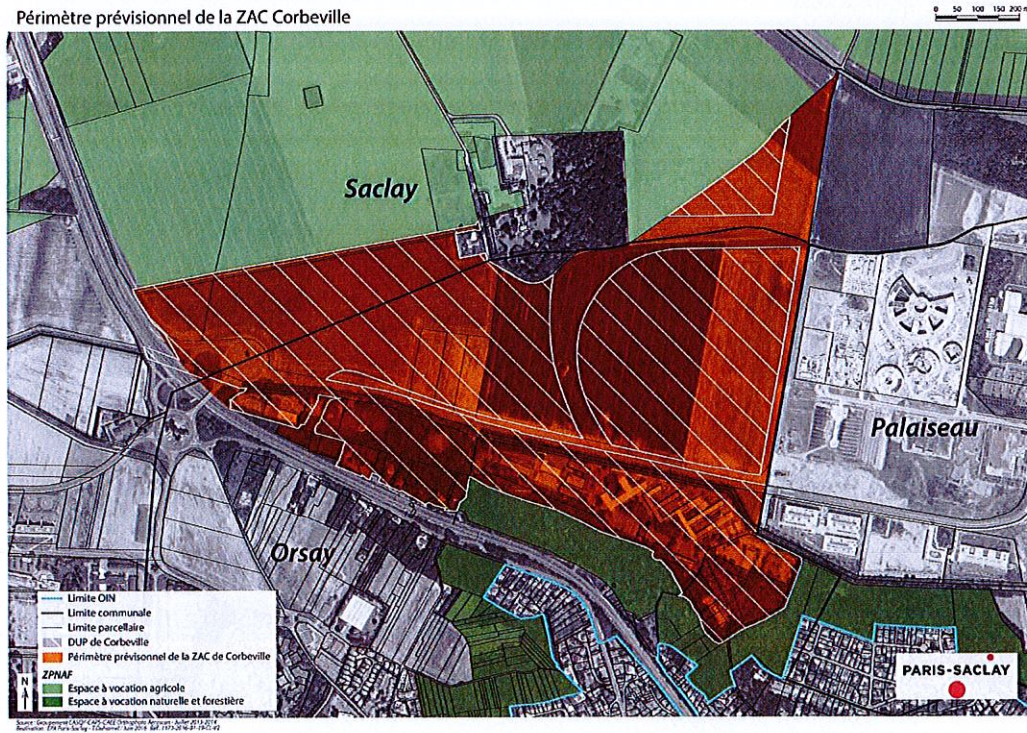 Périmètre prévisionnel de la ZAC Corbeville
0 50 100 150 200 m
Saclay
Palaiseau
Orsay
Limite OIN
Limite communale
Limite parcellaire
DUP de Corbeville
Périmètre prévisonnel de la ZAC de Corbeville
ZPNAF
Espace à vocation agricole
Espace à vocation naturelle et forestière
N
PARIS-SACLAY